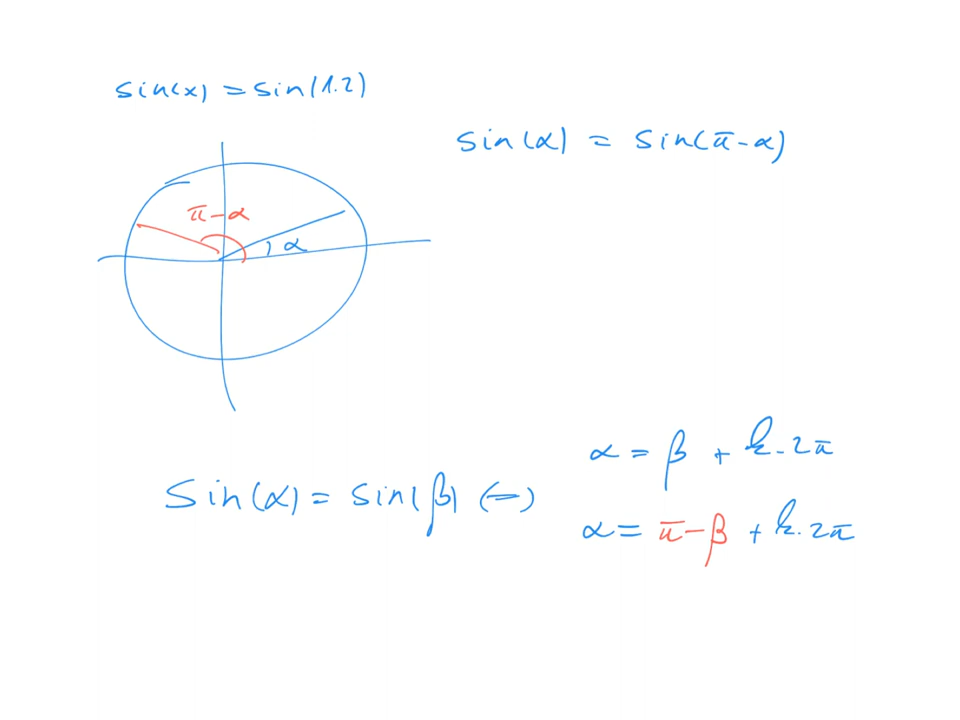 sin(x) = sin(1.2)
sin(α) = sin(π-α)
π-α
α
α = β + k·2π
sin(α) = sin(β) (=)
α = π-β + k·2π